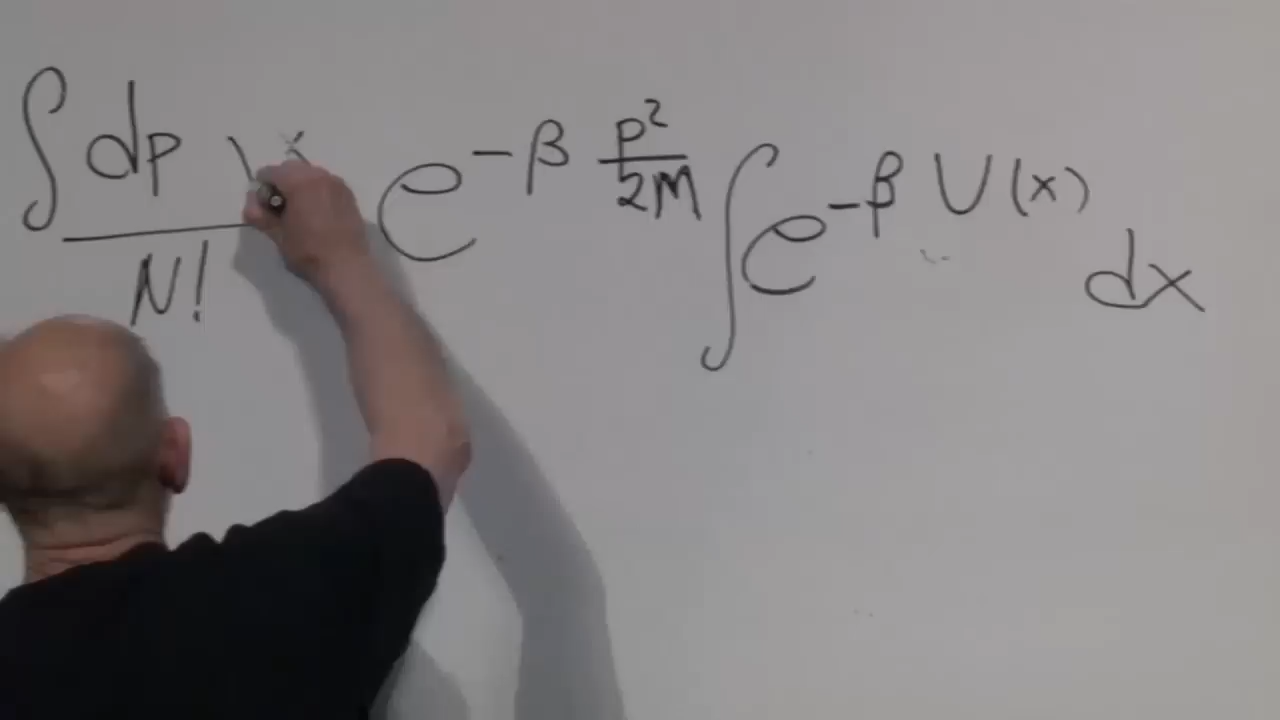 ∫ dp V e^{-β p²/2M} ∫ e^{-β U(x)} dx
N!